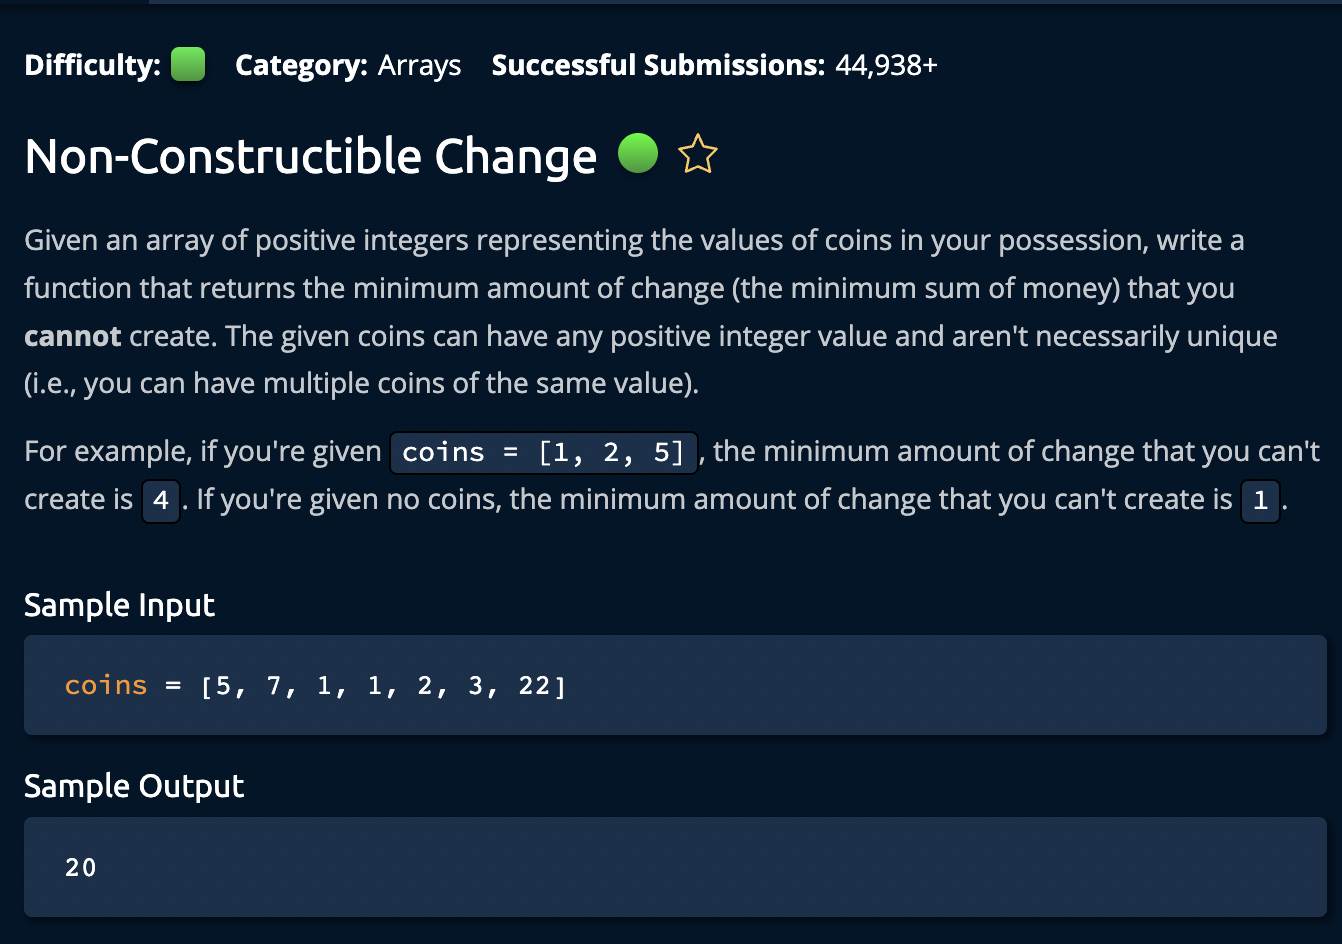 Difficulty: Category: Arrays Successful Submissions: 44,938+
Non-Constructible Change
Given an array of positive integers representing the values of coins in your possession, write a
function that returns the minimum amount of change (the minimum sum of money) that you
cannot create. The given coins can have any positive integer value and aren't necessarily unique
(i.e., you can have multiple coins of the same value).
For example, if you're given coins = [1, 2, 5], the minimum amount of change that you can't
create is 4. If you're given no coins, the minimum amount of change that you can't create is 1.
Sample Input
coins = [5, 7, 1, 1, 2, 3, 22]
Sample Output
20